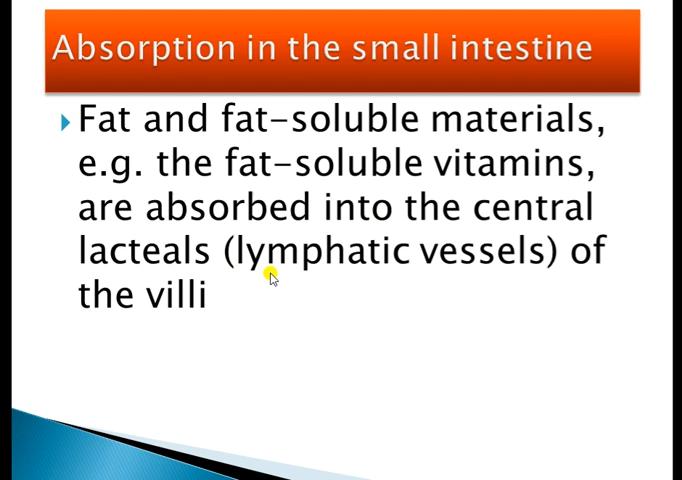 Absorption in the small intestine
Fat and fat-soluble materials,
e.g. the fat-soluble vitamins,
are absorbed into the central
lacteals (lymphatic vessels) of
the villi